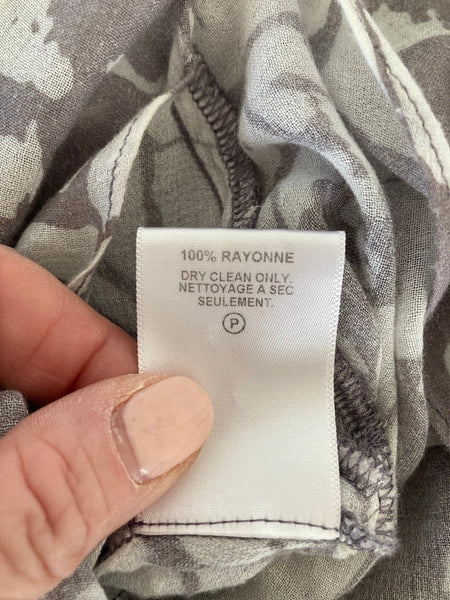 100% RAYONNE
DRY CLEAN ONLY.
NETTOYAGE A SEC
SEULEMENT.
P